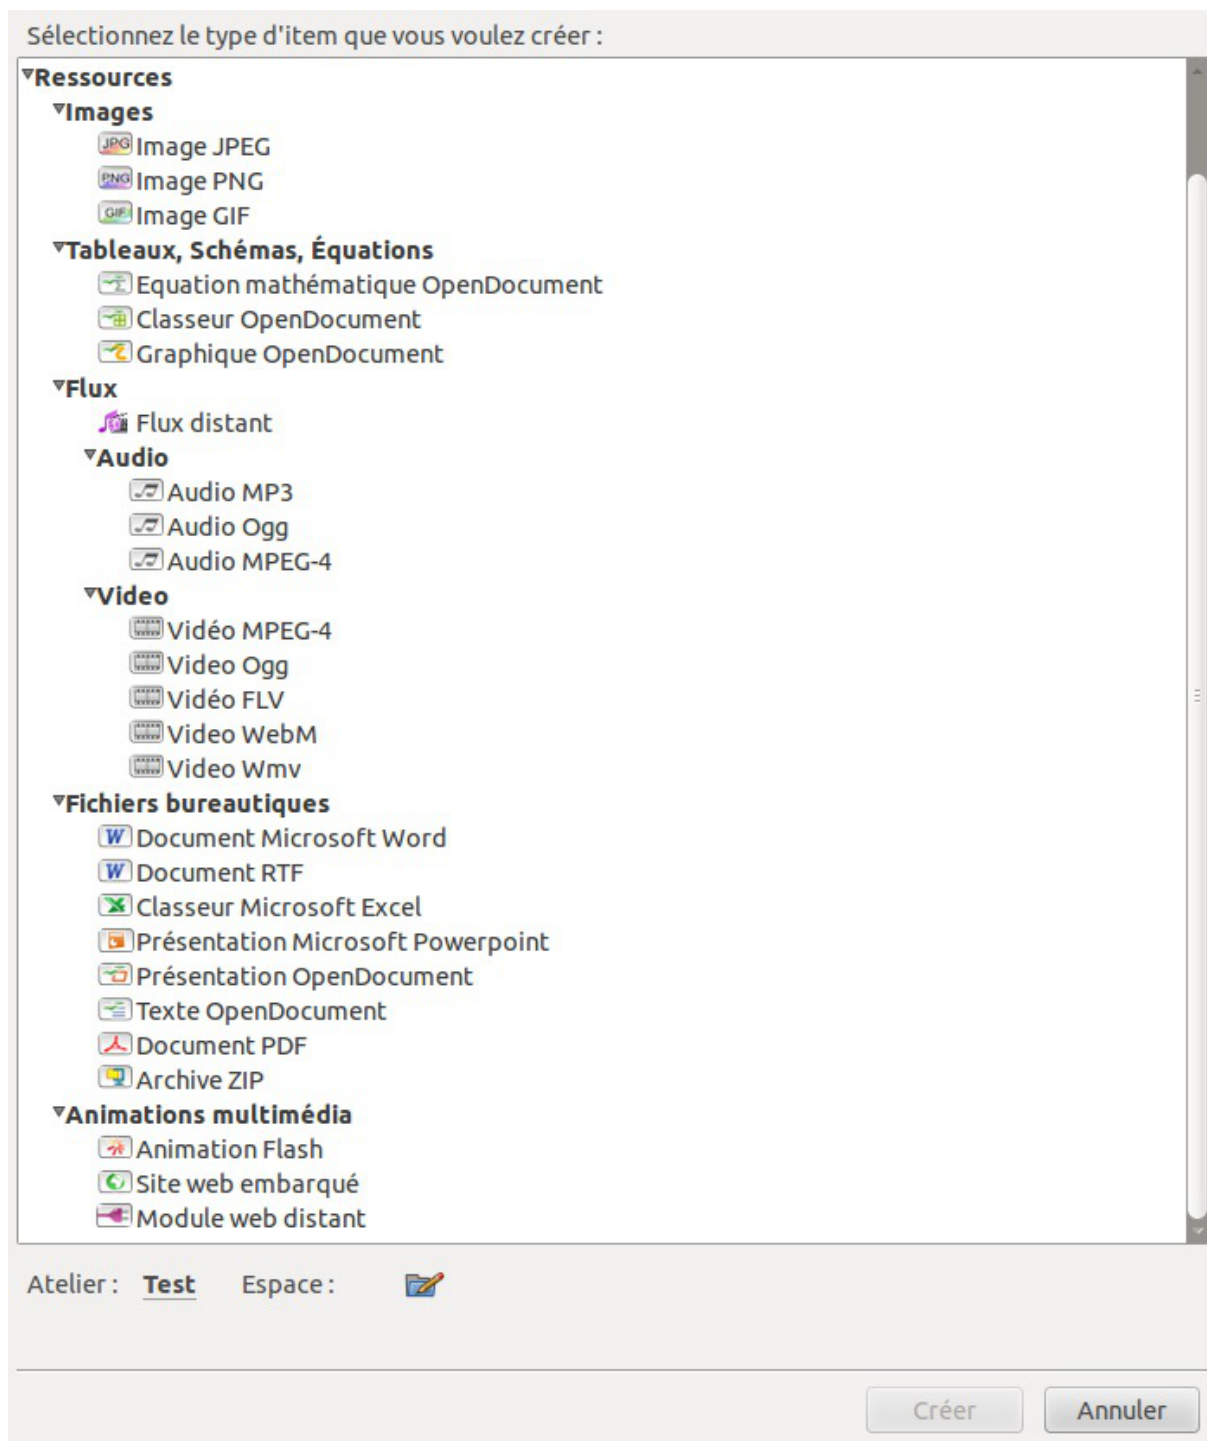 Sélectionnez le type d'item que vous voulez créer :
Ressources
Images
JPG Image JPEG
PNG Image PNG
GIF Image GIF
Tableaux, Schémas, Équations
Equation mathématique OpenDocument
Classeur OpenDocument
Graphique OpenDocument
Flux
Flux distant
Audio
Audio MP3
Audio Ogg
Audio MPEG-4
Video
Vidéo MPEG-4
Video Ogg
Vidéo FLV
Video WebM
Video Wmv
Fichiers bureautiques
W Document Microsoft Word
W Document RTF
Classeur Microsoft Excel
Présentation Microsoft Powerpoint
Présentation OpenDocument
Texte OpenDocument
Document PDF
Archive ZIP
Animations multimédia
Animation Flash
Site web embarqué
Module web distant
Atelier : Test Espace :
Créer Annuler